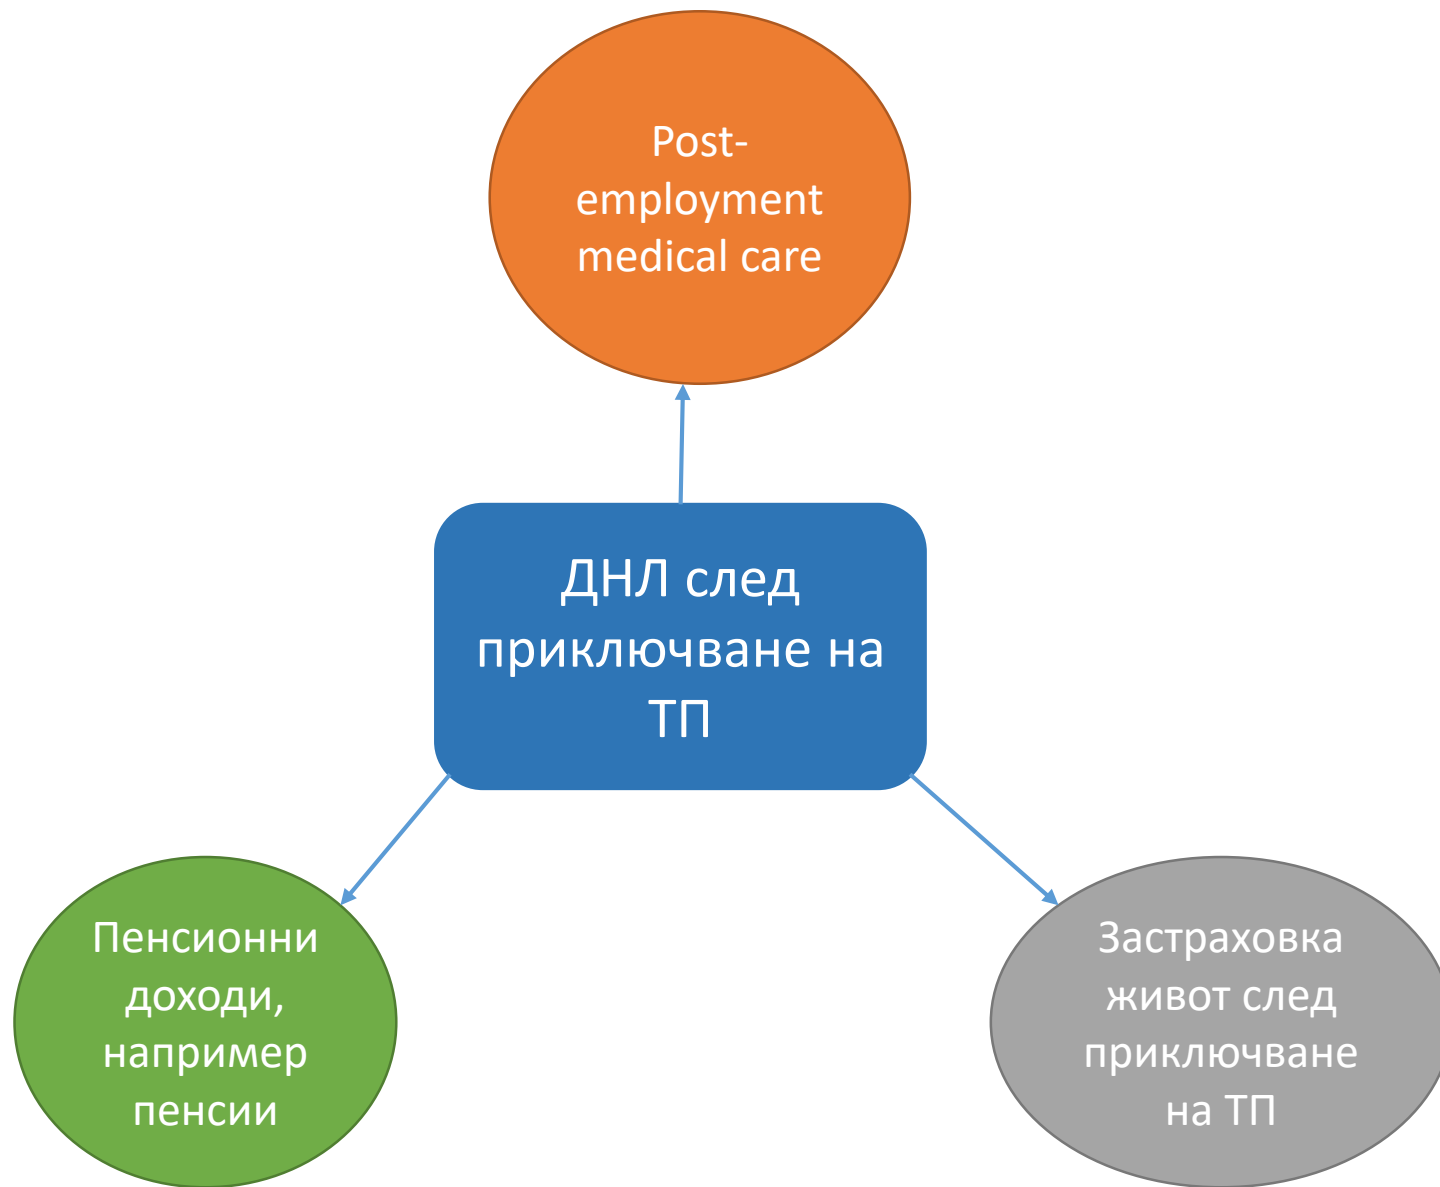 Post-
employment
medical care
ДНЛ след
приключване на
ТП
Пенсионни
доходи,
например
пенсии
Застраховка
живот след
приключване
на ТП